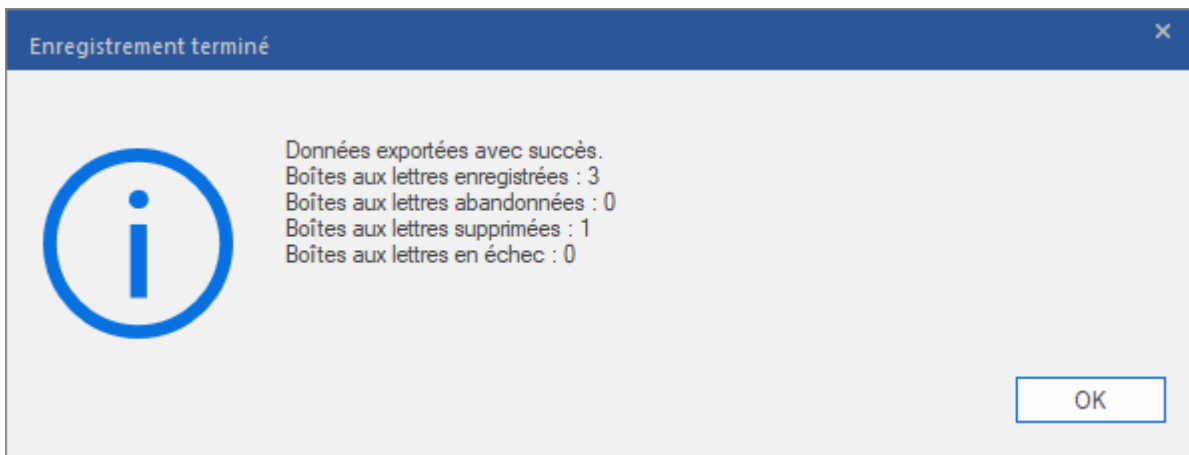 Enregistrement terminé
Données exportées avec succès.
Boîtes aux lettres enregistrées : 3
Boîtes aux lettres abandonnées : 0
Boîtes aux lettres supprimées : 1
Boîtes aux lettres en échec : 0
OK